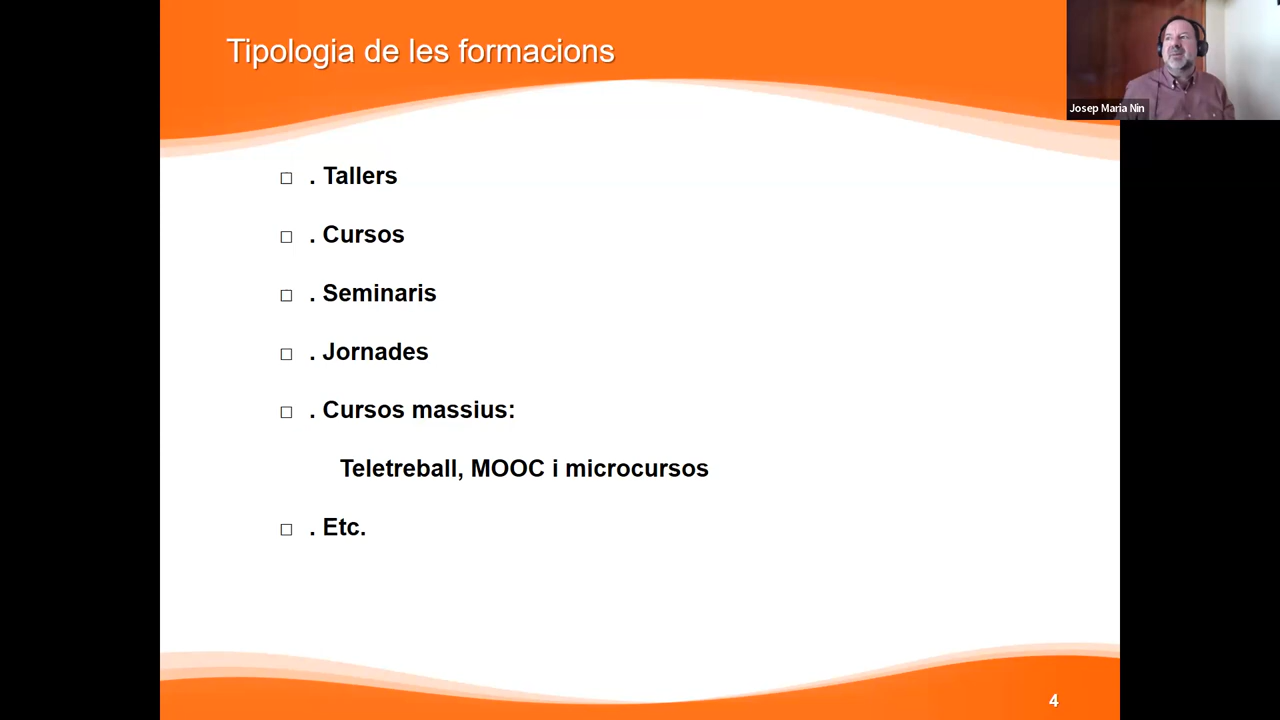 Tipologia de les formacions
Josep Maria Nin
. Tallers
. Cursos
. Seminaris
. Jornades
. Cursos massius:
Teletreball, MOOC i microcursos
. Etc.
4